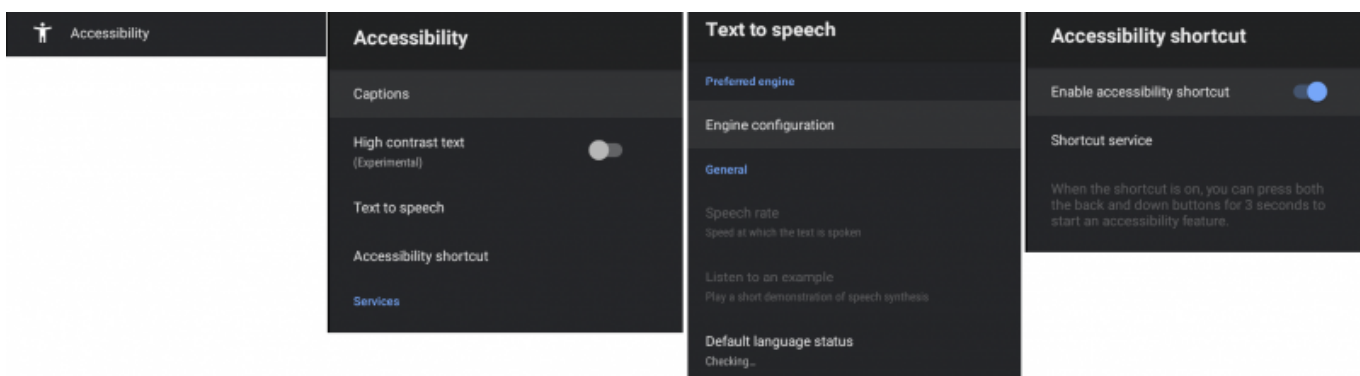 Accessibility
Accessibility
Captions
High contrast text
(Experimental)
Text to speech
Accessibility shortcut
Services
Text to speech
Preferred engine
Engine configuration
General
Speech rate
Speed at which the text is spoken
Listen to an example
Play a short demonstration of speech synthesis
Default language status
Checking...
Accessibility shortcut
Enable accessibility shortcut
Shortcut service
When the shortcut is on, you can press both
the back and down buttons for 3 seconds to
start an accessibility feature.